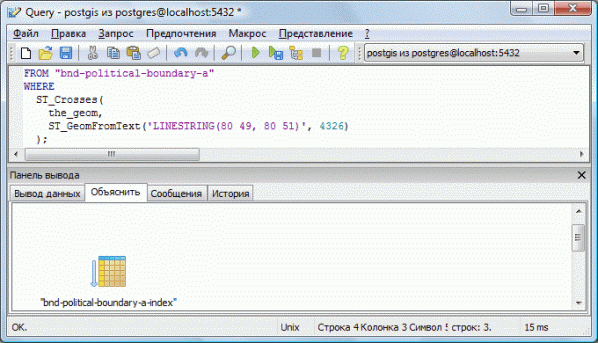 Query - postgis из postgres@localhost:5432 *
Файл Правка Запрос Предпочтения Макрос Представление ?
postgis из postgres@localhost:5432
FROM "bnd-political-boundary-a"
WHERE
ST_Crosses(
the_geom,
ST_GeomFromText('LINESTRING(80 49, 80 51)', 4326)
);
Панель вывода
Вывод данных Объяснить Сообщения История
"bnd-political-boundary-a-index"
OK. Unix Строка 4 Колонка 3 Символ 5 строк: 3. 15 ms